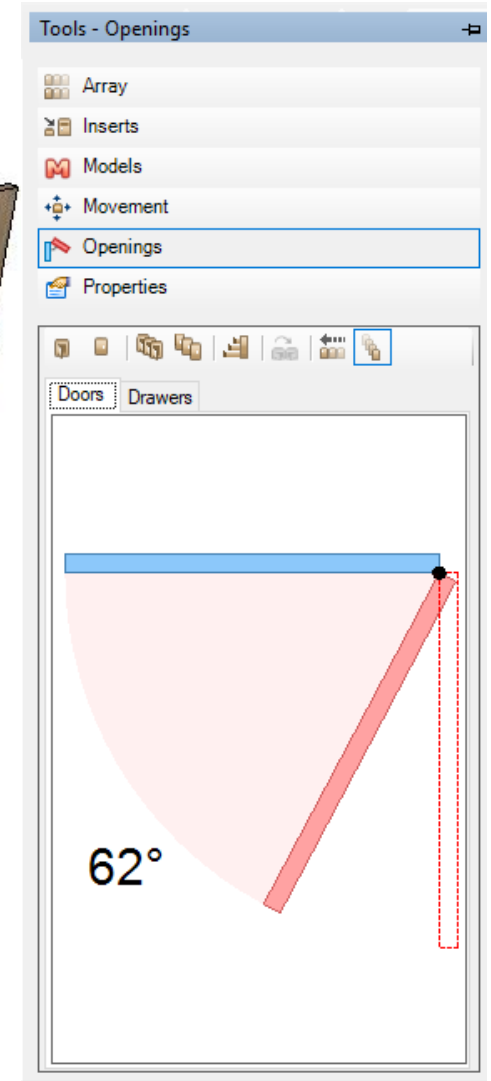 Tools - Openings
Array
Inserts
Models
Movement
Openings
Properties
Doors Drawers
62°